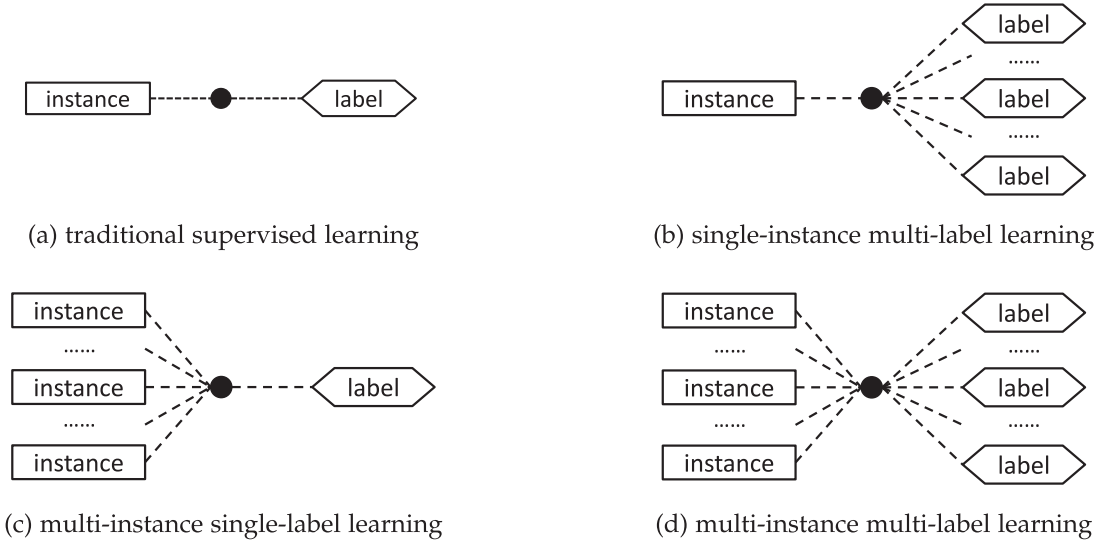 instance
label
(a) traditional supervised learning
instance
label
......
label
......
label
(b) single-instance multi-label learning
instance
......
instance
......
instance
label
(c) multi-instance single-label learning
instance
......
instance
......
instance
label
......
label
......
label
(d) multi-instance multi-label learning